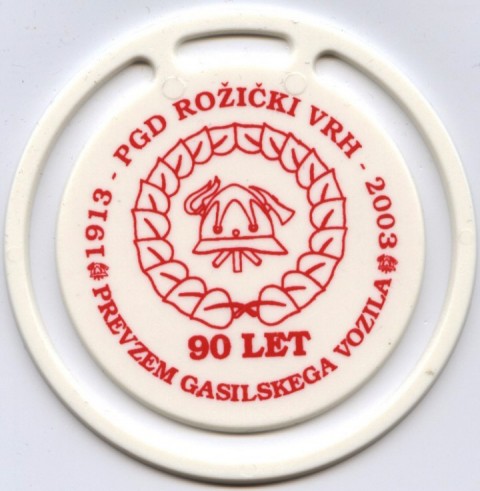 1913 - PGD ROŽIČKI VRH - 2003
90 LET
PREVZEM GASILSKEGA VOZILA